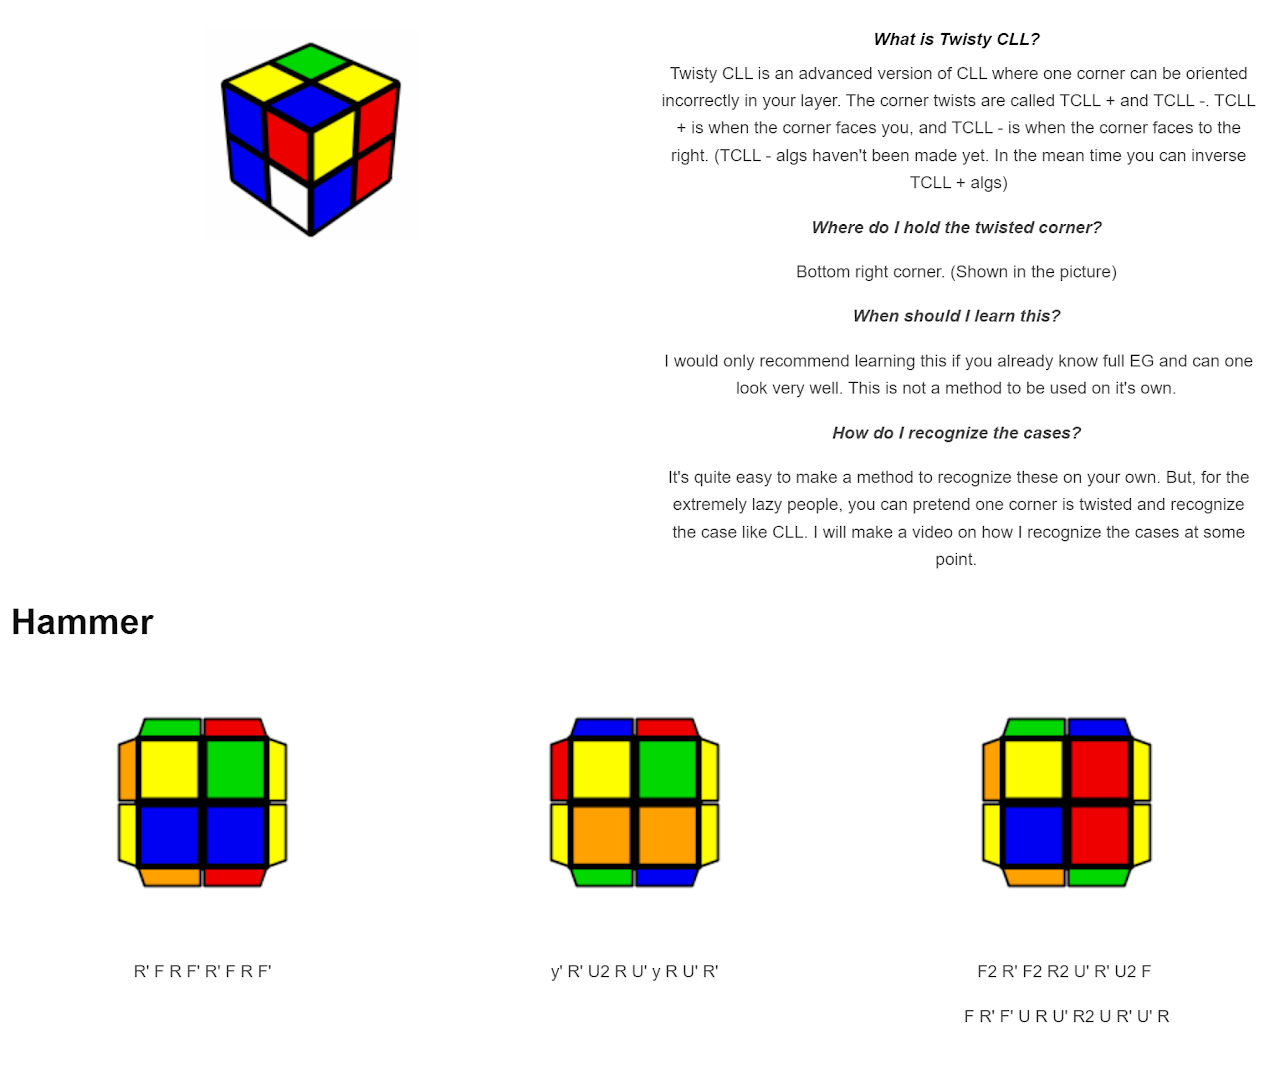 What is Twisty CLL?
Twisty CLL is an advanced version of CLL where one corner can be oriented
incorrectly in your layer. The corner twists are called TCLL + and TCLL -. TCLL
+ is when the corner faces you, and TCLL - is when the corner faces to the
right. (TCLL - algs haven't been made yet. In the mean time you can inverse
TCLL + algs)
Where do I hold the twisted corner?
Bottom right corner. (Shown in the picture)
When should I learn this?
I would only recommend learning this if you already know full EG and can one
look very well. This is not a method to be used on it's own.
How do I recognize the cases?
It's quite easy to make a method to recognize these on your own. But, for the
extremely lazy people, you can pretend one corner is twisted and recognize
the case like CLL. I will make a video on how I recognize the cases at some
point.
Hammer
R' F R F' R' F R F'
y' R' U2 R U' y R U' R'
F2 R' F2 R2 U' R' U2 F
F R' F' U R U' R2 U R' U' R